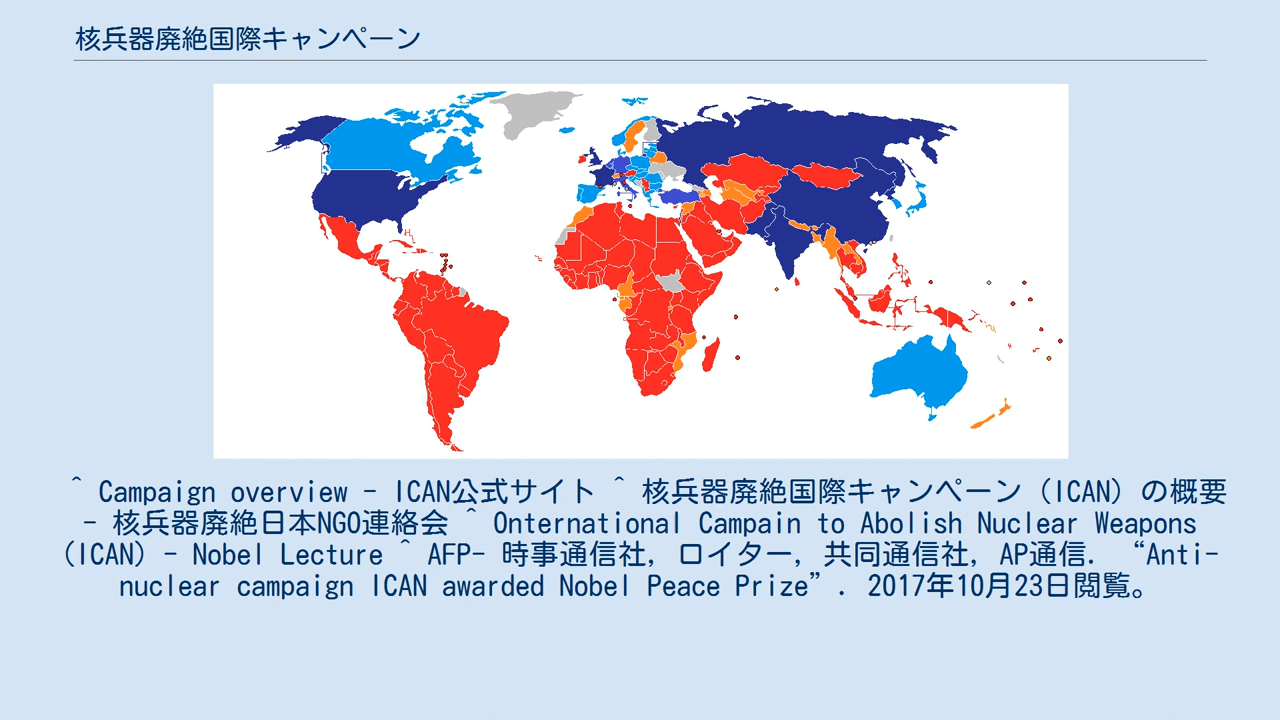 核兵器廃絶国際キャンペーン
^ Campaign overview - ICAN公式サイト ^ 核兵器廃絶国際キャンペーン (ICAN) の概要
- 核兵器廃絶日本NGO連絡会 ^ Onternational Campain to Abolish Nuclear Weapons
(ICAN) - Nobel Lecture ^ AFP- 時事通信社, ロイター, 共同通信社, AP通信. “Anti-
nuclear campaign ICAN awarded Nobel Peace Prize”. 2017年10月23日閲覧。